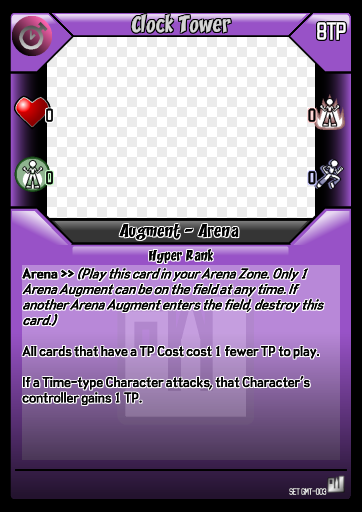 Clock Tower
8TP
0
0
0
0
Augment - Arena
Hyper Rank
Arena >> (Play this card in your Arena Zone. Only 1
Arena Augment can be on the field at any time. If
another Arena Augment enters the field, destroy this
card.)
All cards that have a TP Cost cost 1 fewer TP to play.
If a Time-type Character attacks, that Character's
controller gains 1 TP.
SET GMT-003